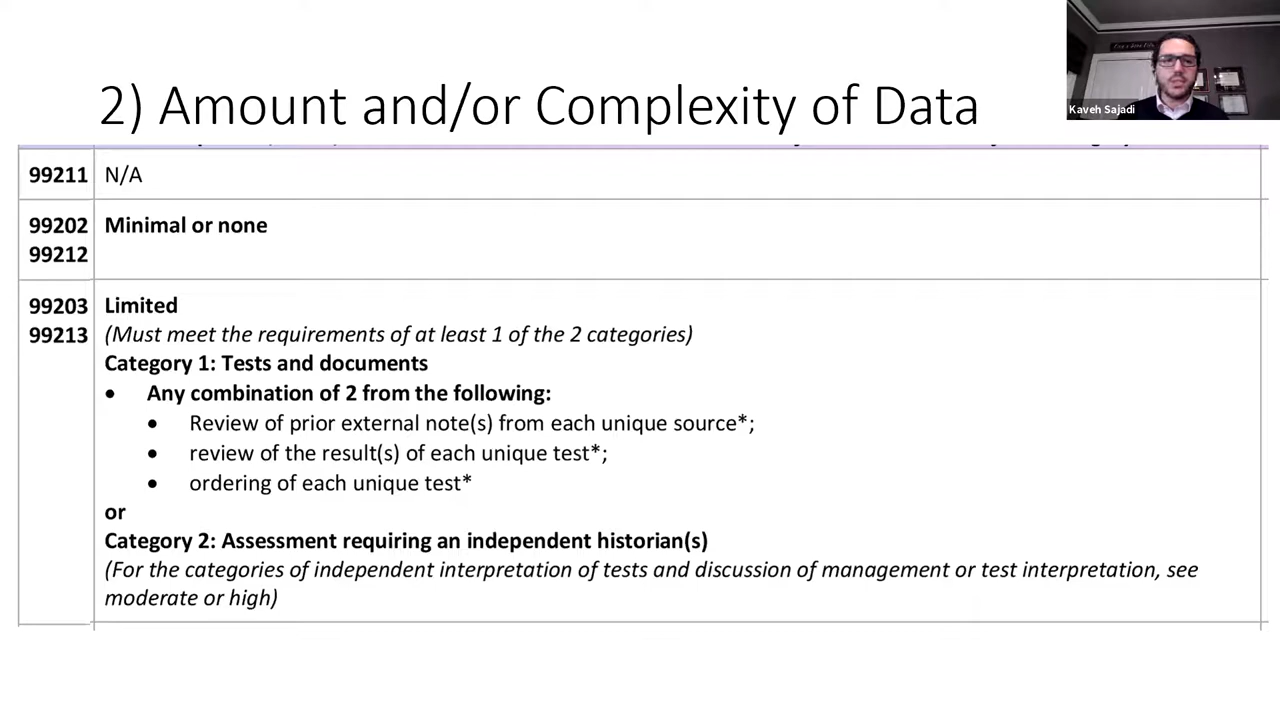 2) Amount and/or Complexity of Data
Kaveh Sajadi
99211 N/A
99202 Minimal or none
99212
99203 Limited
99213 (Must meet the requirements of at least 1 of the 2 categories)
Category 1: Tests and documents
• Any combination of 2 from the following:
• Review of prior external note(s) from each unique source*;
• review of the result(s) of each unique test*;
• ordering of each unique test*
or
Category 2: Assessment requiring an independent historian(s)
(For the categories of independent interpretation of tests and discussion of management or test interpretation, see
moderate or high)